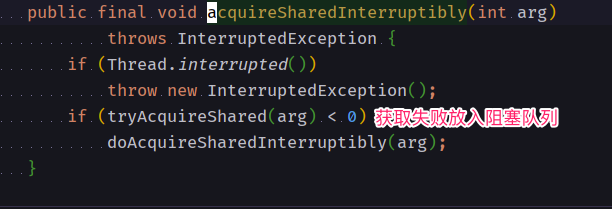 public final void acquireSharedInterruptibly(int arg)
throws InterruptedException {
if (Thread.interrupted())
throw new InterruptedException();
if (tryAcquireShared(arg) < 0) 获取失败放入阻塞队列
doAcquireSharedInterruptibly(arg);
}